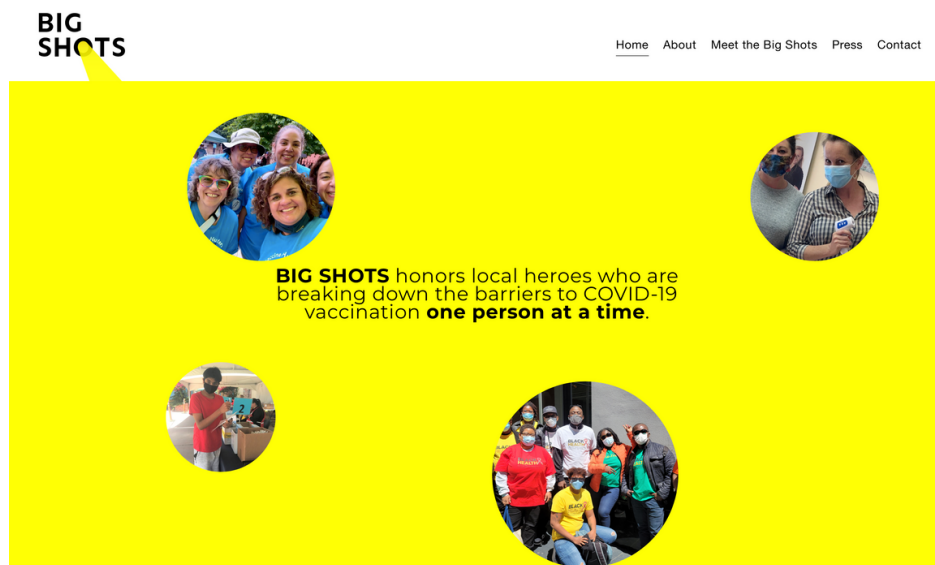 BIG
SHOTS
Home About Meet the Big Shots Press Contact
BIG SHOTS honors local heroes who are
breaking down the barriers to COVID-19
vaccination one person at a time.
2